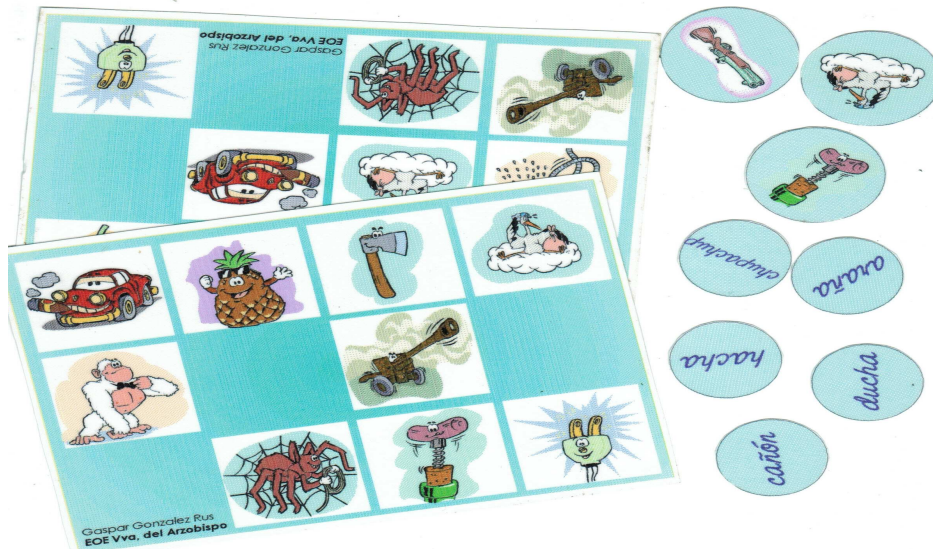 Gaspar Gonzalez Rus
EOE Vva, del Arzobispo
chupachup
araña
hacha
ducha
cañón
Gaspar Gonzalez Rus
EOE Vva, del Arzobispo